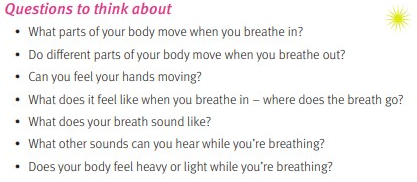 Questions to think about
• What parts of your body move when you breathe in?
• Do different parts of your body move when you breathe out?
• Can you feel your hands moving?
• What does it feel like when you breathe in – where does the breath go?
• What does your breath sound like?
• What other sounds can you hear while you're breathing?
• Does your body feel heavy or light while you're breathing?